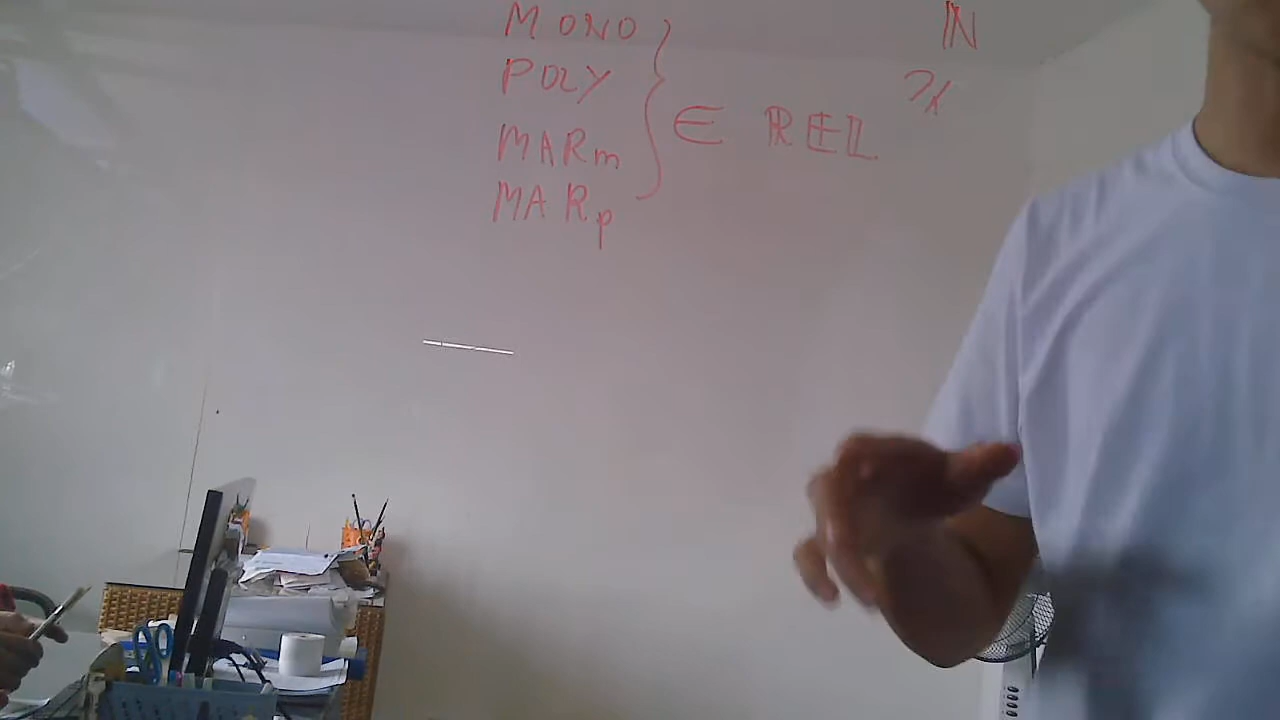 MONO
POLY
MARm
MARp
} ∈ ℝ𝔼𝕃
ℕ